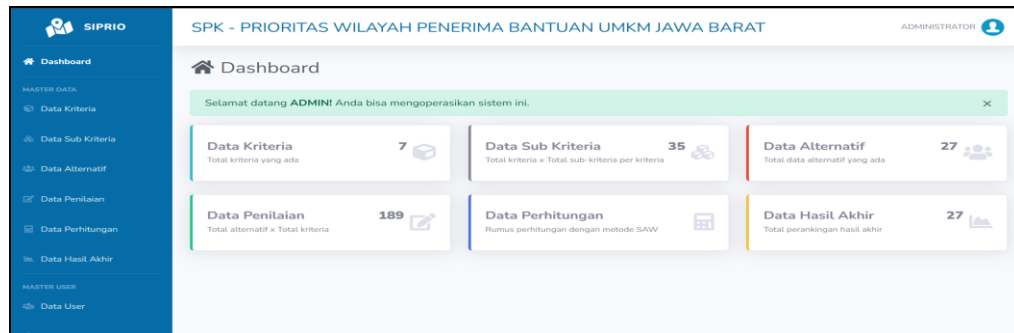 SIPRIO
Dashboard
MASTER DATA
Data Kriteria
Data Sub Kriteria
Data Alternatif
Data Penilaian
Data Perhitungan
Data Hasil Akhir
MASTER USER
Data User
SPK - PRIORITAS WILAYAH PENERIMA BANTUAN UMKM JAWA BARAT
ADMINISTRATOR
Dashboard
Selamat datang ADMIN! Anda bisa mengoperasikan sistem ini.
×
Data Kriteria
7
Total kriteria yang ada
Data Sub Kriteria
35
Total kriteria x Total sub-kriteria per kriteria
Data Alternatif
27
Total data alternatif yang ada
Data Penilaian
189
Total alternatif x Total kriteria
Data Perhitungan
Rumus perhitungan dengan metode SAW
Data Hasil Akhir
27
Total perankingan hasil akhir